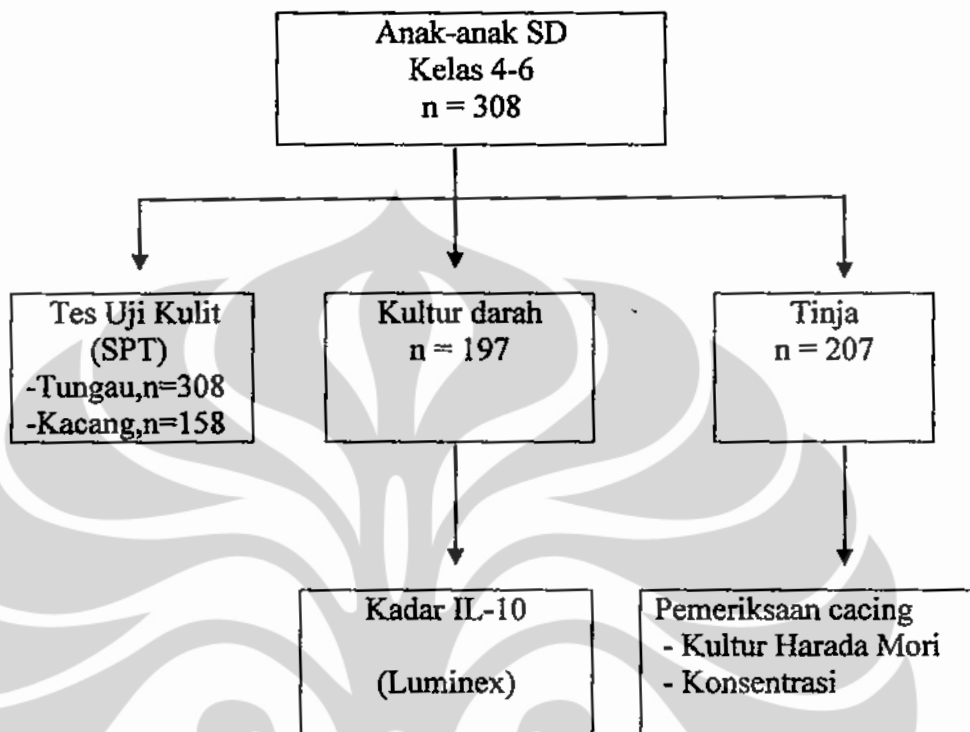 Anak-anak SD
Kelas 4-6
n = 308
Tes Uji Kulit
(SPT)
-Tungau,n=308
-Kacang,n=158
Kultur darah
n = 197
Tinja
n = 207
Kadar IL-10
(Luminex)
Pemeriksaan cacing
- Kultur Harada Mori
- Konsentrasi